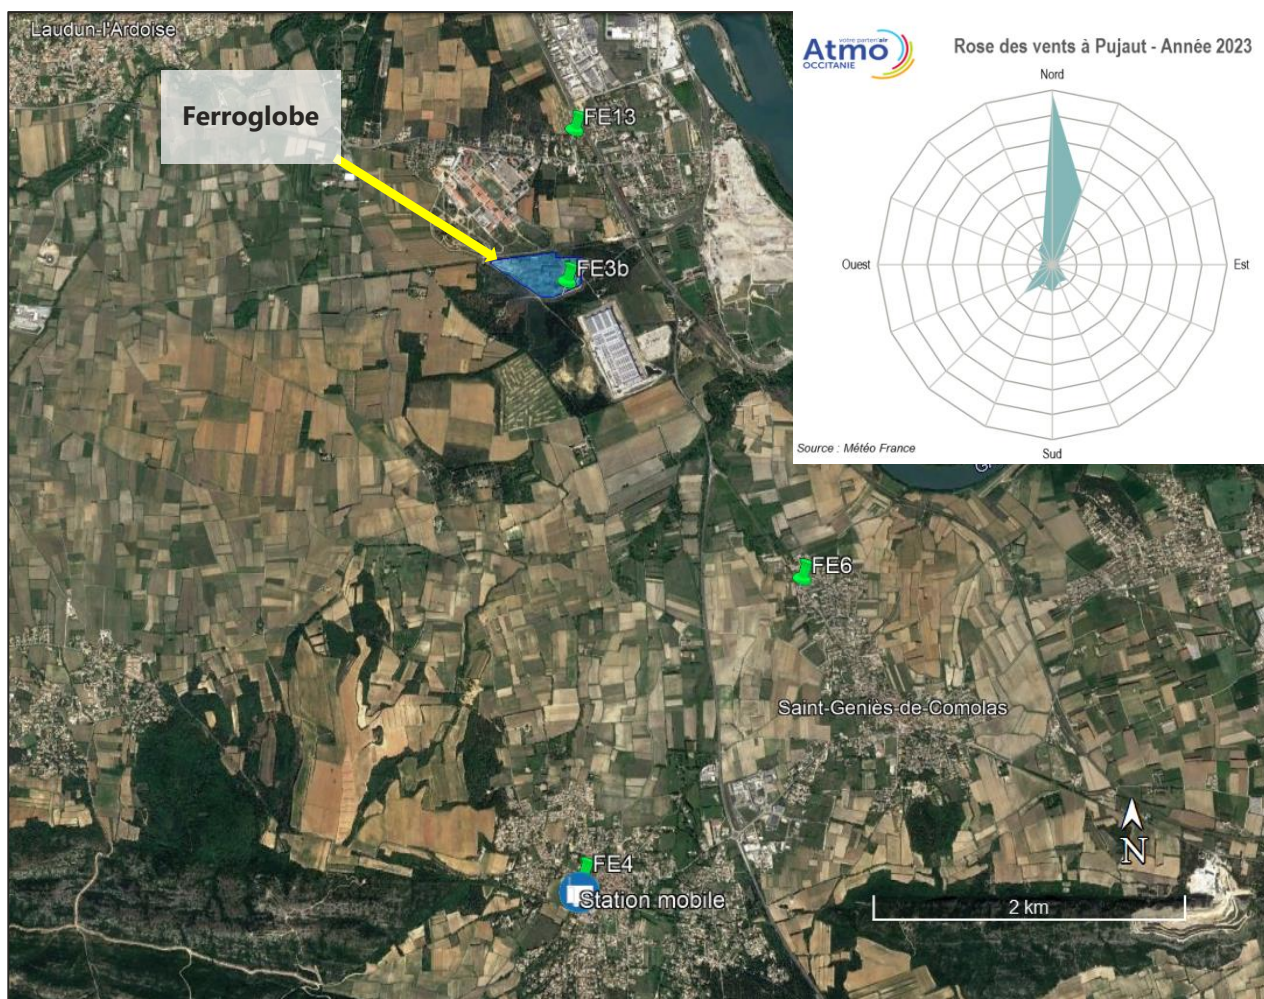 Laudun-l'Ardoise
Ferroglobe
FE13
FE3b
votre parten'air
Atmo
OCCITANIE
Rose des vents à Pujaut - Année 2023
Nord
Ouest
Est
Sud
Source : Météo France
FE6
Saint-Geniès-de-Comolas
FE4
Station mobile
N
2 km